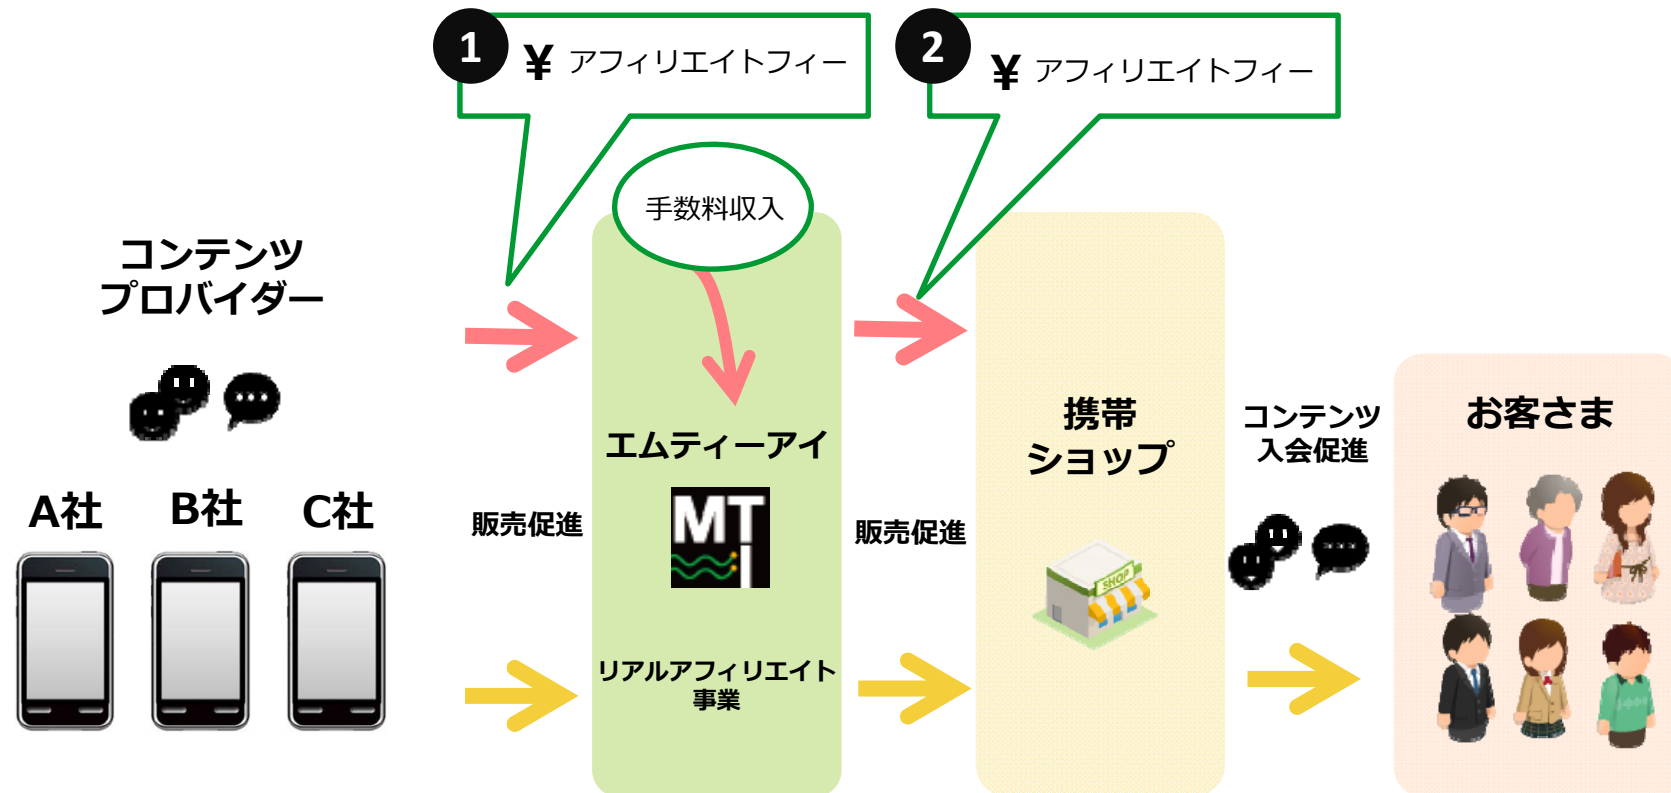 1
¥ アフィリエイトフィー
2
¥ アフィリエイトフィー
手数料収入
コンテンツ
プロバイダー
A社
B社
C社
販売促進
エムティーアイ
MTI
リアルアフィリエイト
事業
販売促進
携帯
ショップ
SHOP
コンテンツ
入会促進
お客さま